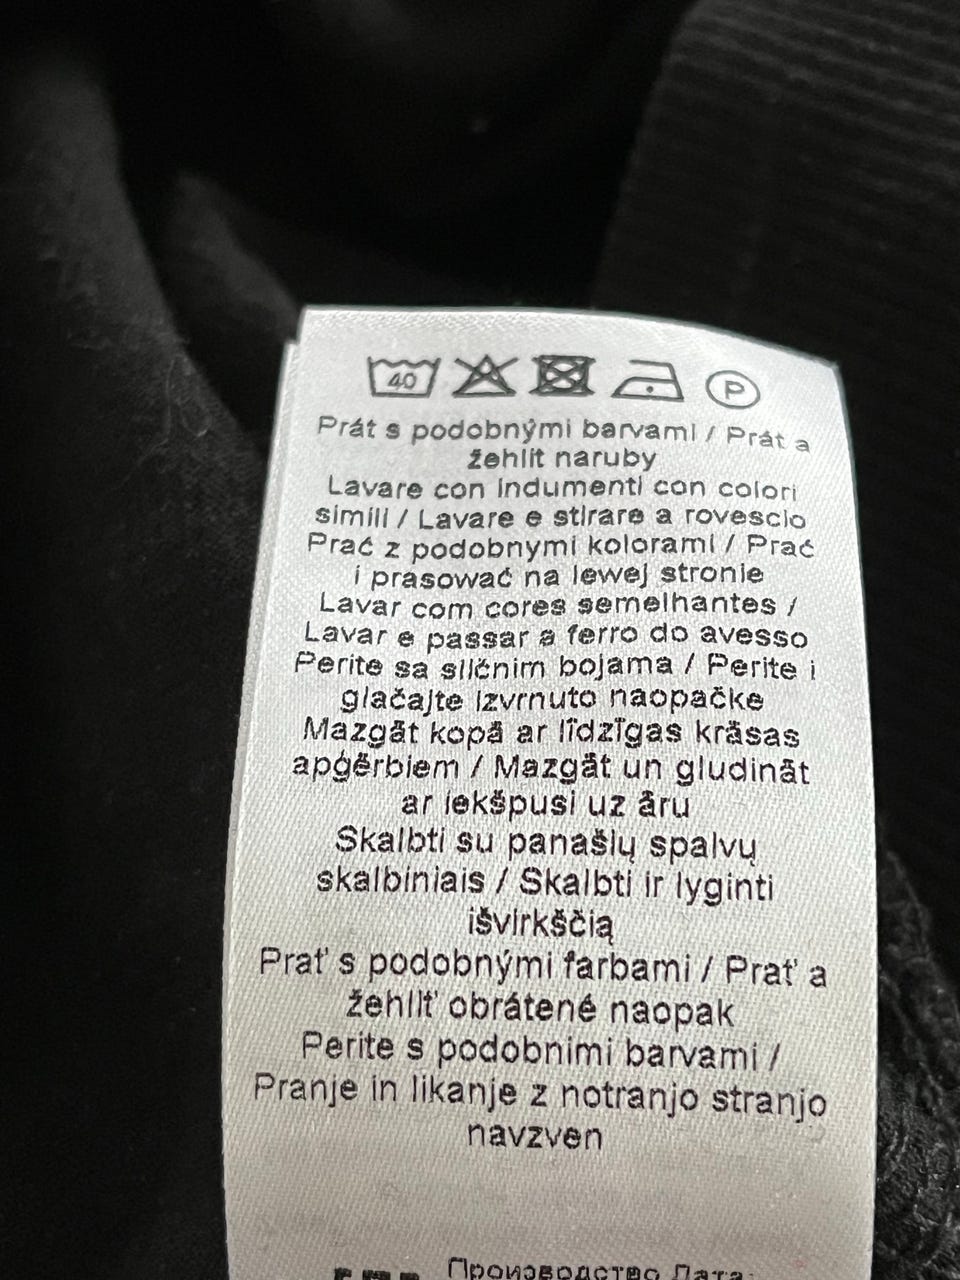 40 P
Prát s podobnými barvami / Prát a
žehlit naruby
Lavare con indumenti con colori
simili / Lavare e stirare a rovescio
Prać z podobnymi kolorami / Prać
i prasować na lewej stronie
Lavar com cores semelhantes /
Lavar e passar a ferro do avesso
Perite sa sličnim bojama / Perite i
glačajte izvrnuto naopačke
Mazgāt kopā ar līdzīgas krāsas
apģērbiem / Mazgāt un gludināt
ar iekšpusi uz āru
Skalbti su panašių spalvų
skalbiniais / Skalbti ir lyginti
išvirkščią
Prať s podobnými farbami / Prať a
žehliť obrátené naopak
Perite s podobnimi barvami /
Pranje in likanje z notranjo stranjo
navzven
Производство Дата: